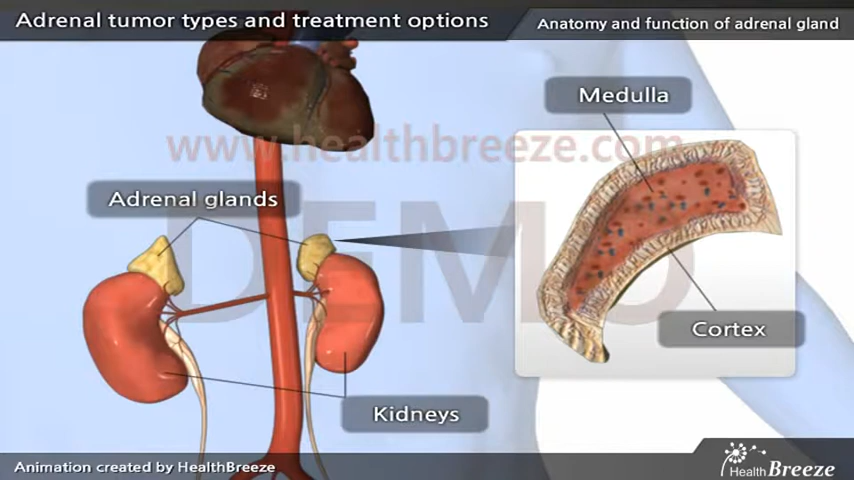 Adrenal tumor types and treatment options
Anatomy and function of adrenal gland
Medulla
www.healthbreeze.com
Adrenal glands
DEMO
Cortex
Kidneys
Animation created by HealthBreeze
Health Breeze